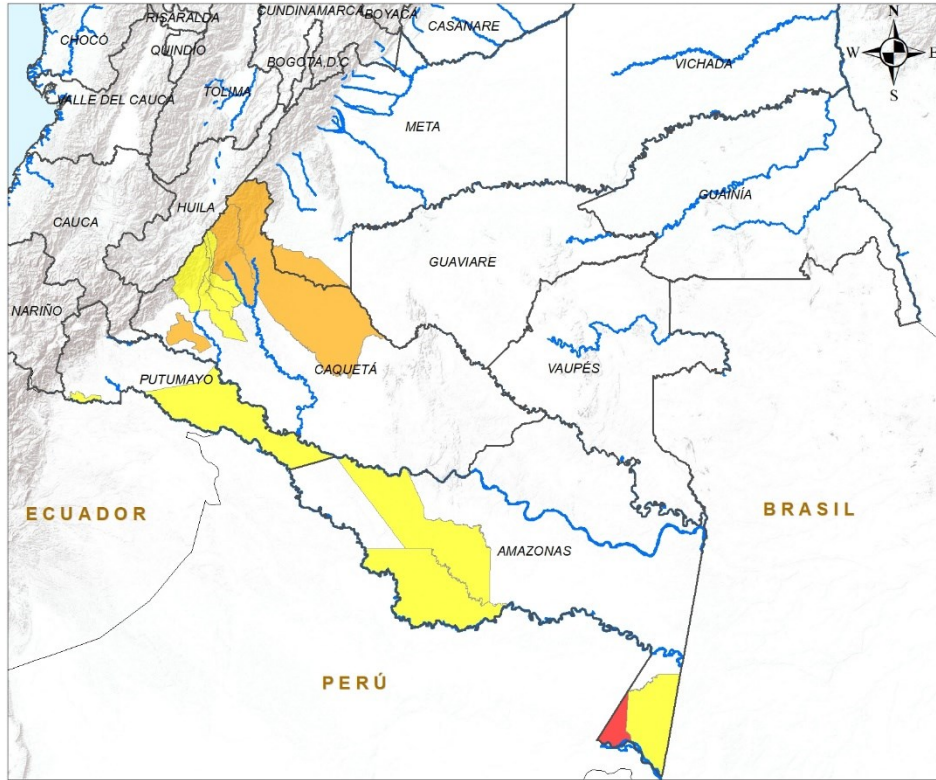 CUNDINAMARCA
BOYACÁ
RISARALDA
CASANARE
CHOCÓ
QUINDIO
BOGOTÁ,D.C
VICHADA
N
W
E
S
VALLE DEL CAUCA
TOLIMA
META
GUAINÍA
HUILA
CAUCA
GUAVIARE
NARIÑO
CAQUETÁ
VAUPÉS
PUTUMAYO
ECUADOR
BRASIL
AMAZONAS
PERÚ